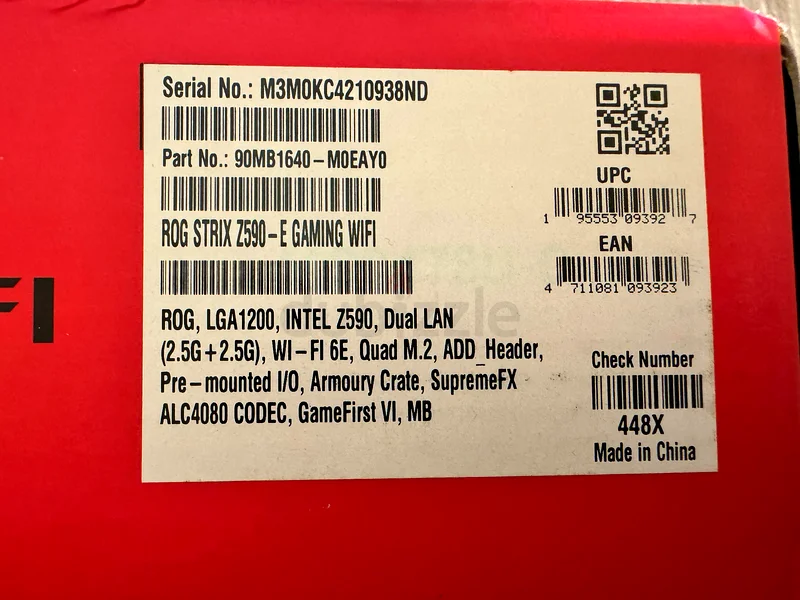 Serial No.: M3M0KC4210938ND
Part No.: 90MB1640-M0EAY0
ROG STRIX Z590-E GAMING WIFI
ROG, LGA1200, INTEL Z590, Dual LAN
(2.5G+2.5G), WI-FI 6E, Quad M.2, ADD_Header,
Pre-mounted I/O, Armoury Crate, SupremeFX
ALC4080 CODEC, GameFirst VI, MB
UPC
1 95553 09392 7
EAN
4 711081 093923
Check Number
448X
Made in China
FI
dubizzle